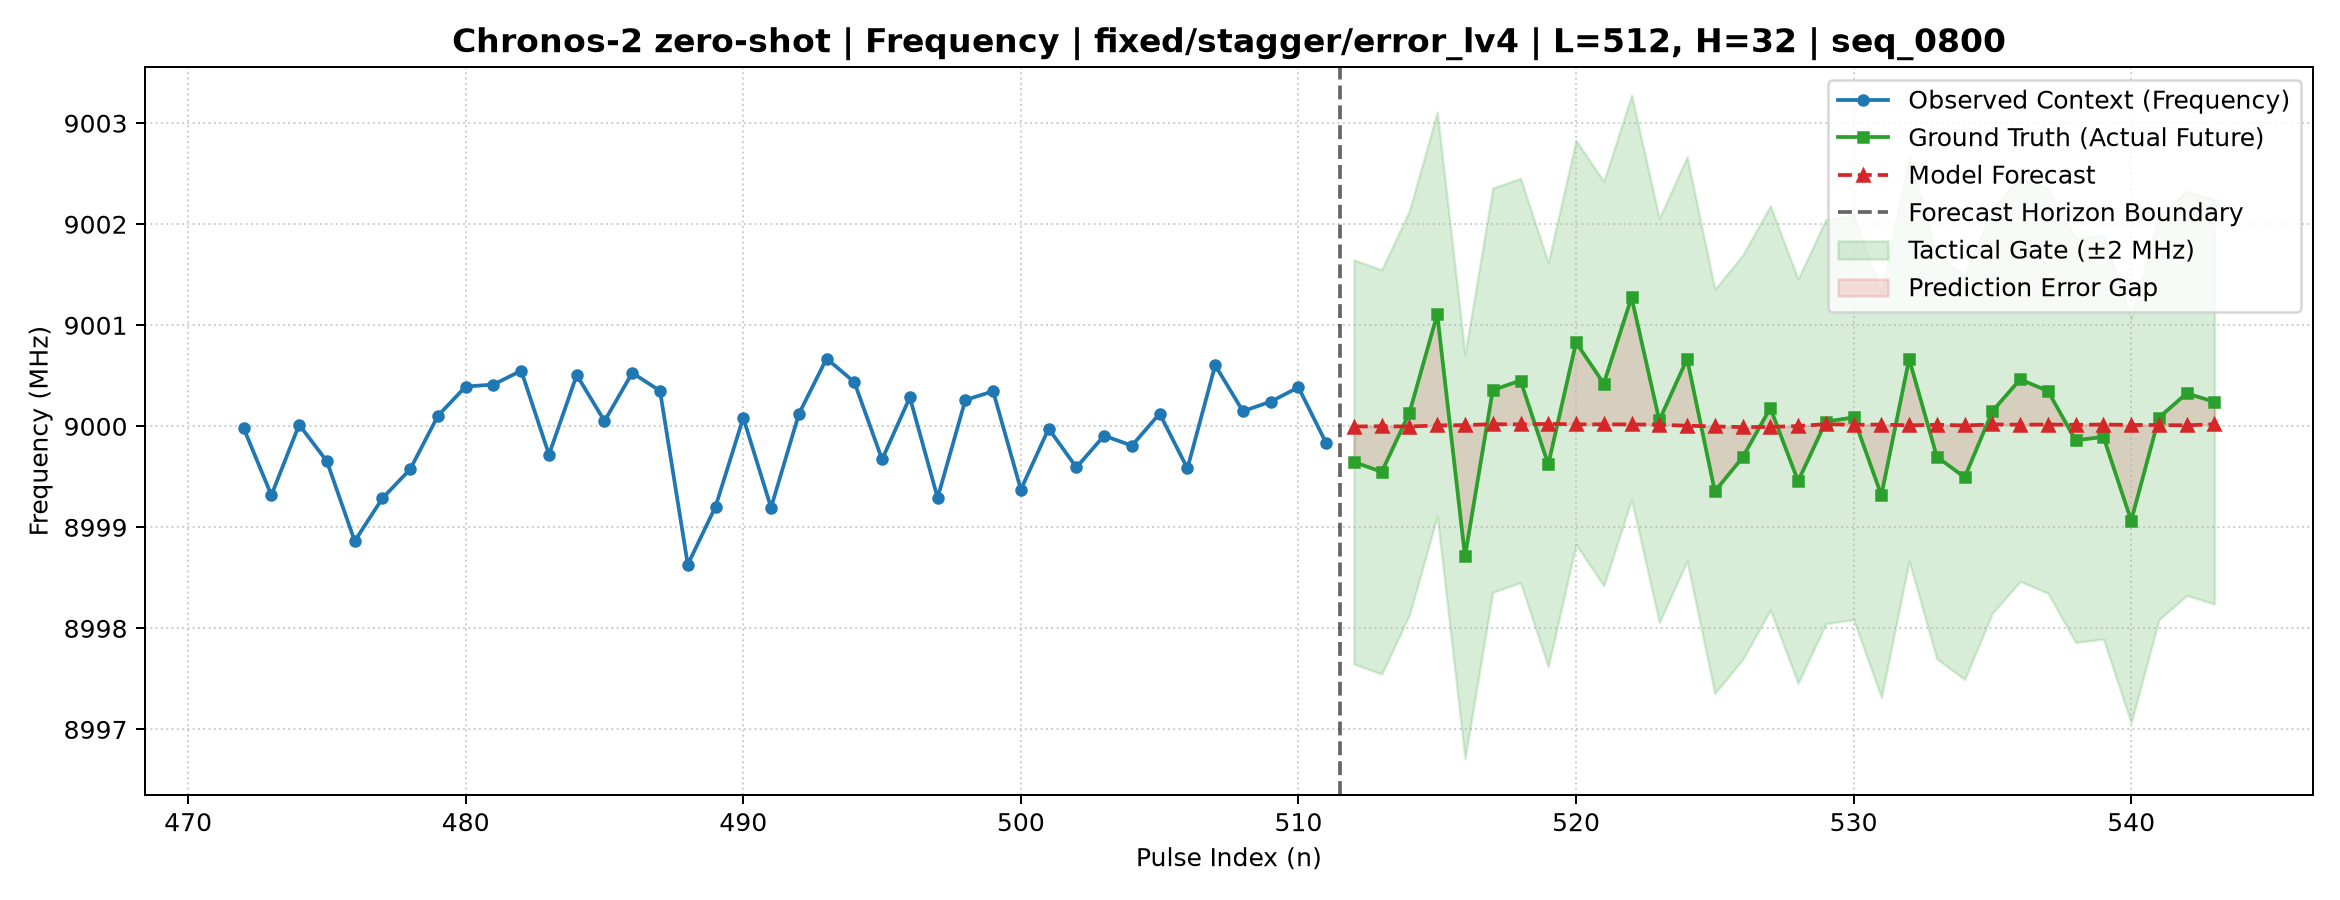 Chronos-2 zero-shot | Frequency | fixed/stagger/error_lv4 | L=512, H=32 | seq_0800
Observed Context (Frequency)
Ground Truth (Actual Future)
Model Forecast
Forecast Horizon Boundary
Tactical Gate (±2 MHz)
Prediction Error Gap
Frequency (MHz)
9003
9002
9001
9000
8999
8998
8997
470 480 490 500 510 520 530 540
Pulse Index (n)